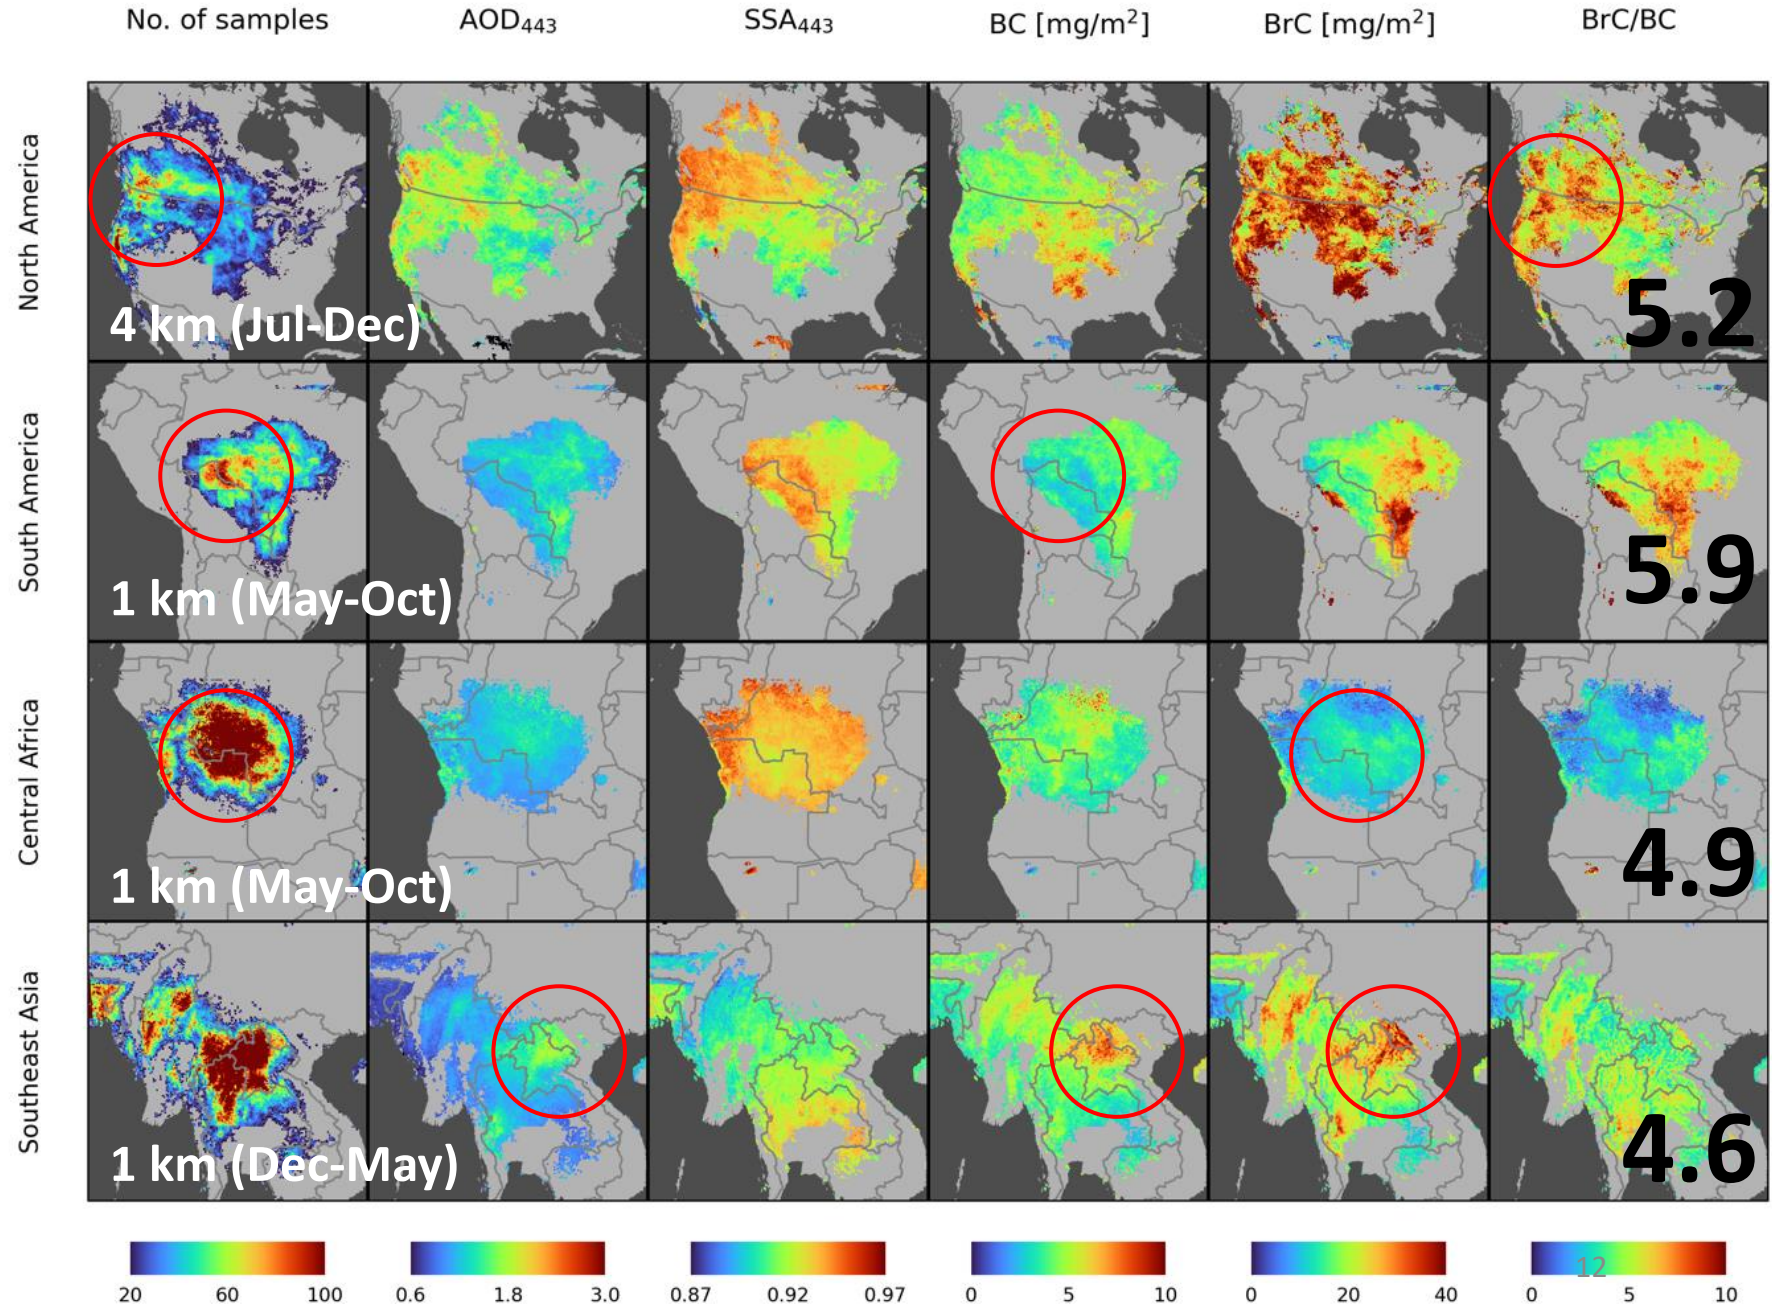 No. of samples AOD₄₄₃ SSA₄₄₃ BC [mg/m²] BrC [mg/m²] BrC/BC
North America
4 km (Jul-Dec)
5.2
South America
1 km (May-Oct)
5.9
Central Africa
1 km (May-Oct)
4.9
Southeast Asia
1 km (Dec-May)
4.6
12
20 60 100 0.6 1.8 3.0 0.87 0.92 0.97 0 5 10 0 20 40 0 5 10